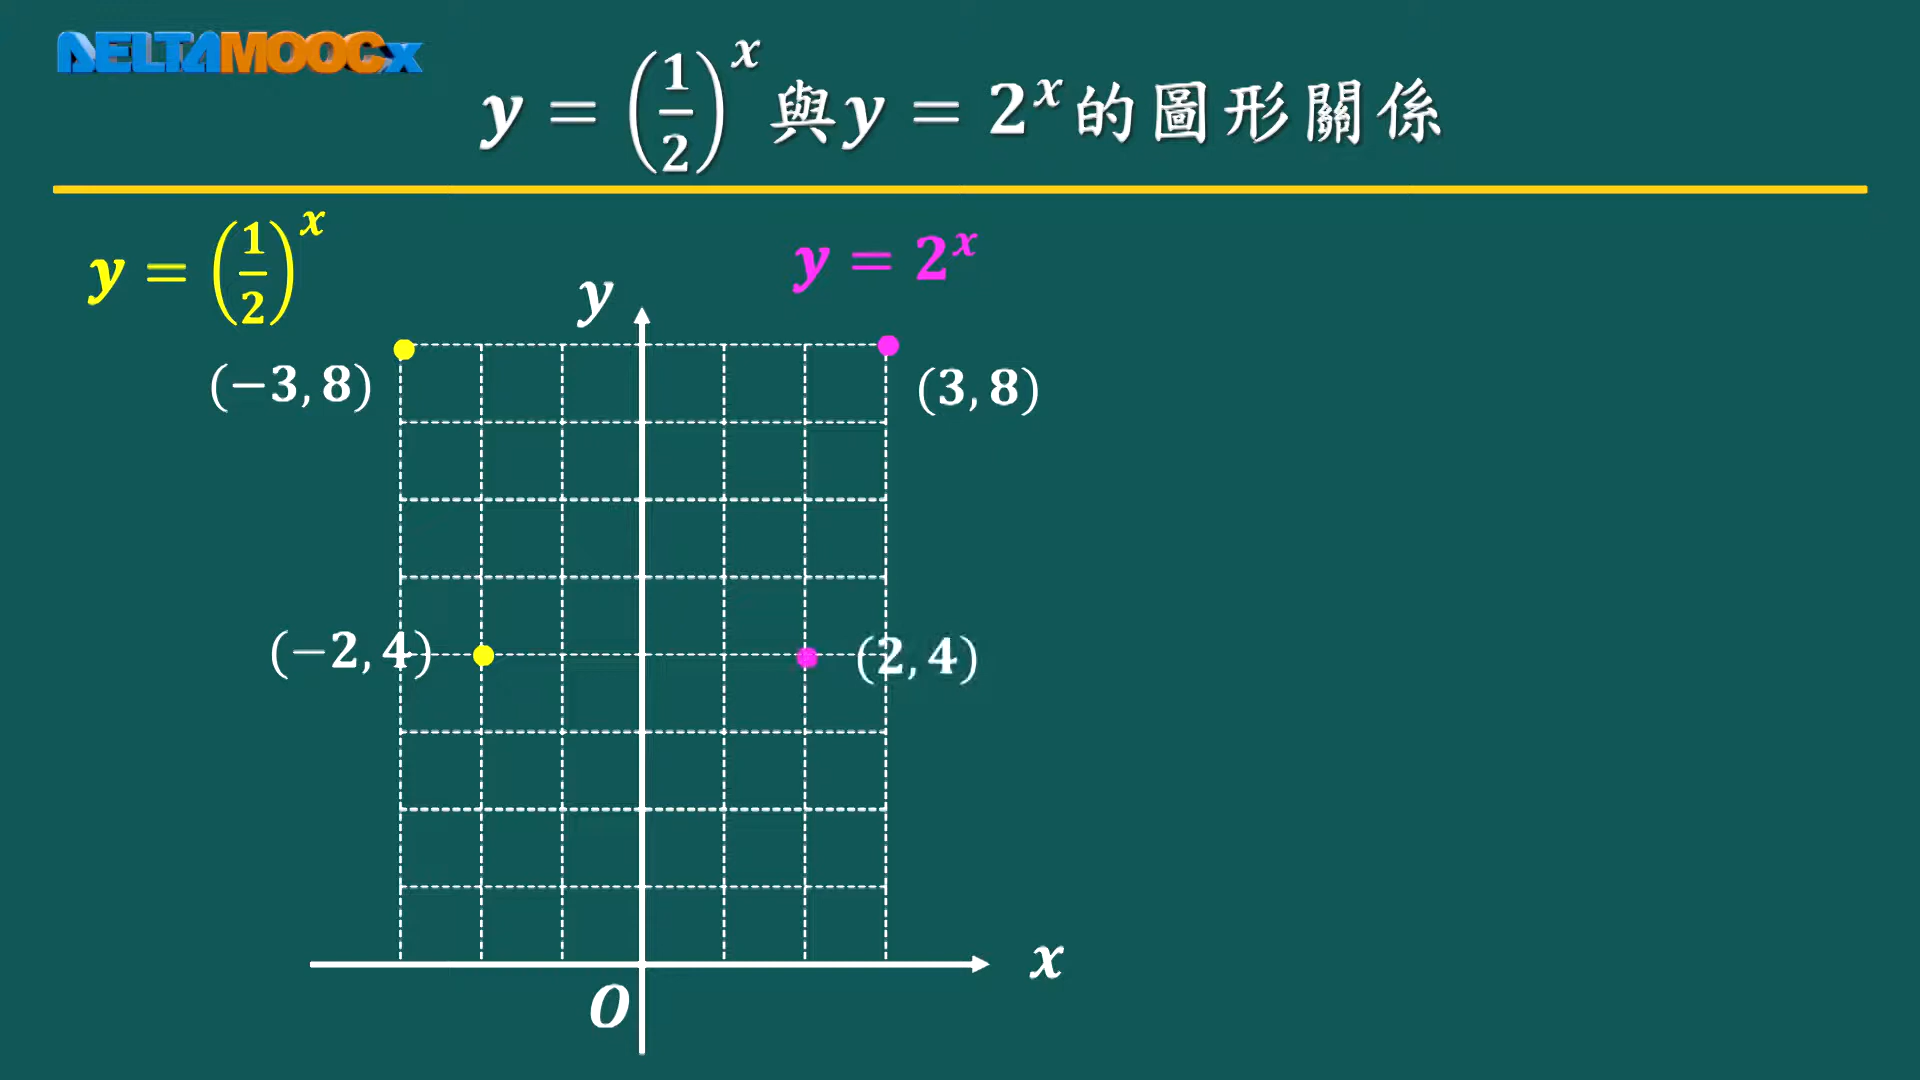 DELTAMOOCx
y = (1/2)^x 與 y = 2^x 的圖形關係
y = (1/2)^x
y = 2^x
y
(−3, 8)
(3, 8)
(−2, 4)
(2, 4)
x
O